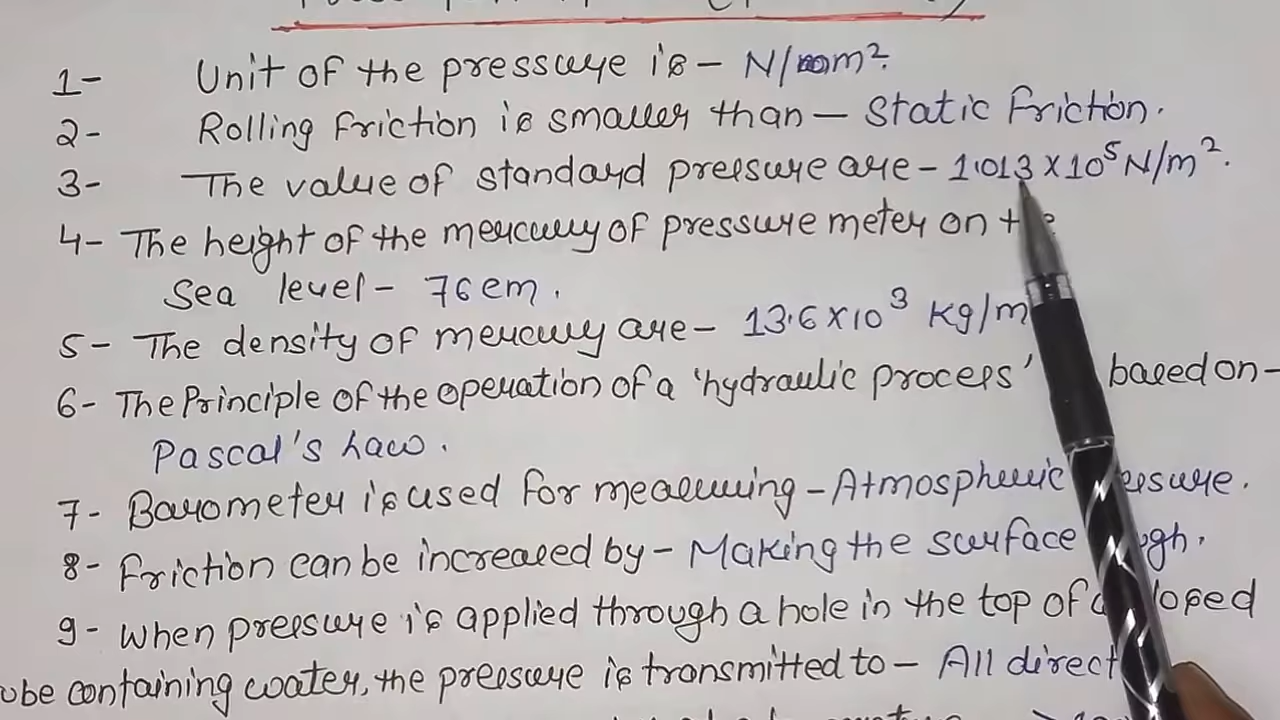 1- Unit of the pressure is - N/m².
2- Rolling friction is smaller than - Static Friction.
3- The value of standard pressure are - 1.013 x 10⁵ N/m².
4- The height of the mercury of pressure meter on the
Sea level - 76 cm.
5- The density of mercury are - 13.6 x 10³ Kg/m
6- The Principle of the operation of a 'hydraulic process' based on -
Pascal's Law.
7- Barometer is used for measuring - Atmospheric
8- Friction can be increased by - Making the surface
9- When pressure is applied through a hole in the top of a closed
containing water, the pressure is transmitted to - All